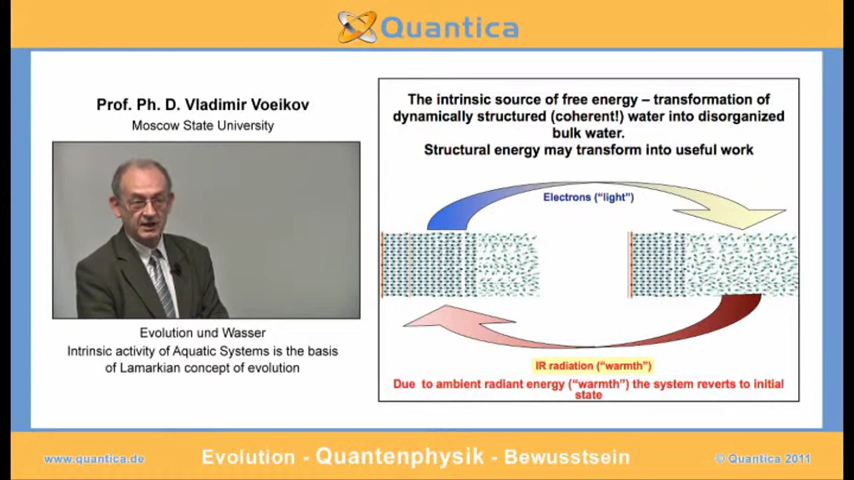 Quantica
Prof. Ph. D. Vladimir Voeikov
Moscow State University
Evolution und Wasser
Intrinsic activity of Aquatic Systems is the basis
of Lamarkian concept of evolution
The intrinsic source of free energy – transformation of
dynamically structured (coherent!) water into disorganized
bulk water.
Structural energy may transform into useful work
Electrons (“light”)
IR radiation (“warmth”)
Due to ambient radiant energy (“warmth”) the system reverts to initial
state
www.quantica.de
Evolution - Quantenphysik - Bewusstsein
© Quantica 2011